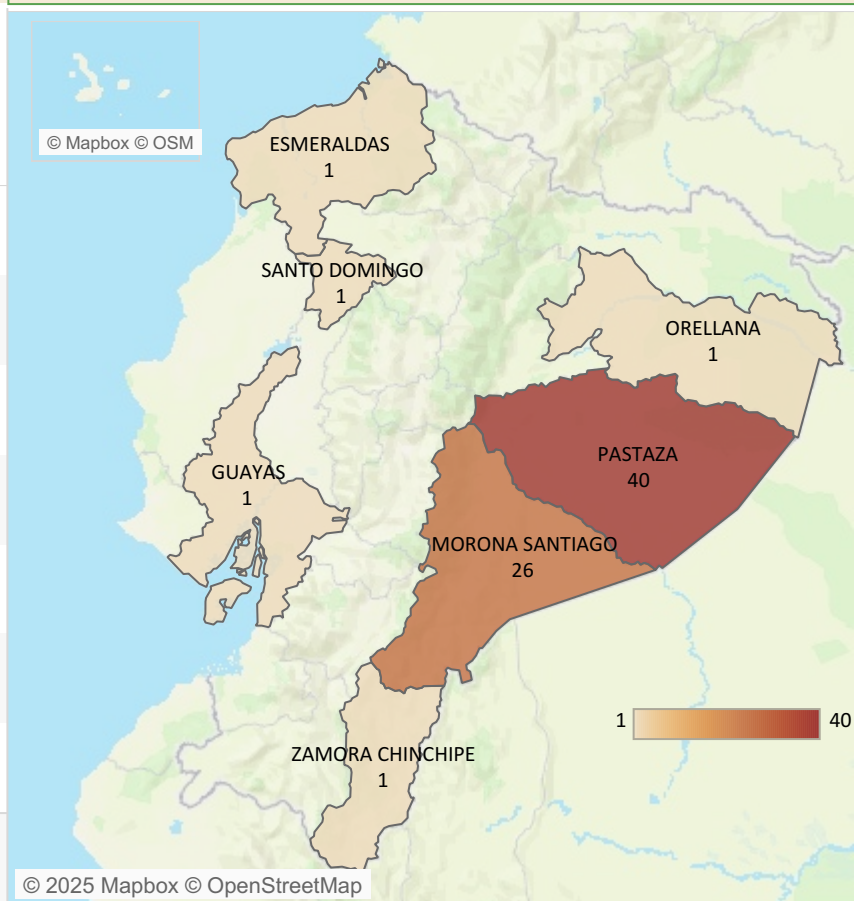 © Mapbox © OSM
ESMERALDAS
1
SANTO DOMINGO
1
ORELLANA
1
GUAYAS
1
PASTAZA
40
MORONA SANTIAGO
26
1 40
ZAMORA CHINCHIPE
1
© 2025 Mapbox © OpenStreetMap